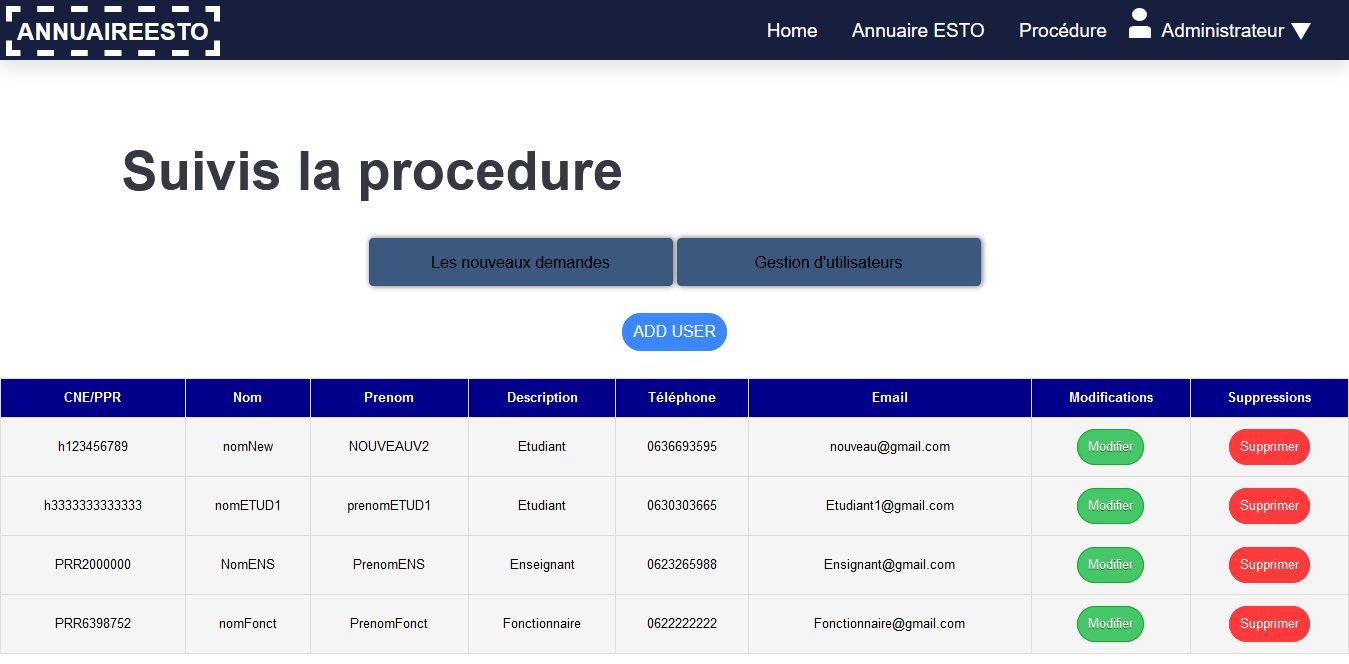 ANNUAIREESTO Home Annuaire ESTO Procédure Administrateur ▼
Suivis la procedure
Les nouveaux demandes Gestion d'utilisateurs
ADD USER
CNE/PPR Nom Prenom Description Téléphone Email Modifications Suppressions
h123456789 nomNew NOUVEAUV2 Etudiant 0636693595 nouveau@gmail.com Modifier Supprimer
h3333333333333 nomETUD1 prenomETUD1 Etudiant 0630303665 Etudiant1@gmail.com Modifier Supprimer
PRR2000000 NomENS PrenomENS Enseignant 0623265988 Ensignant@gmail.com Modifier Supprimer
PRR6398752 nomFonct PrenomFonct Fonctionnaire 0622222222 Fonctionnaire@gmail.com Modifier Supprimer